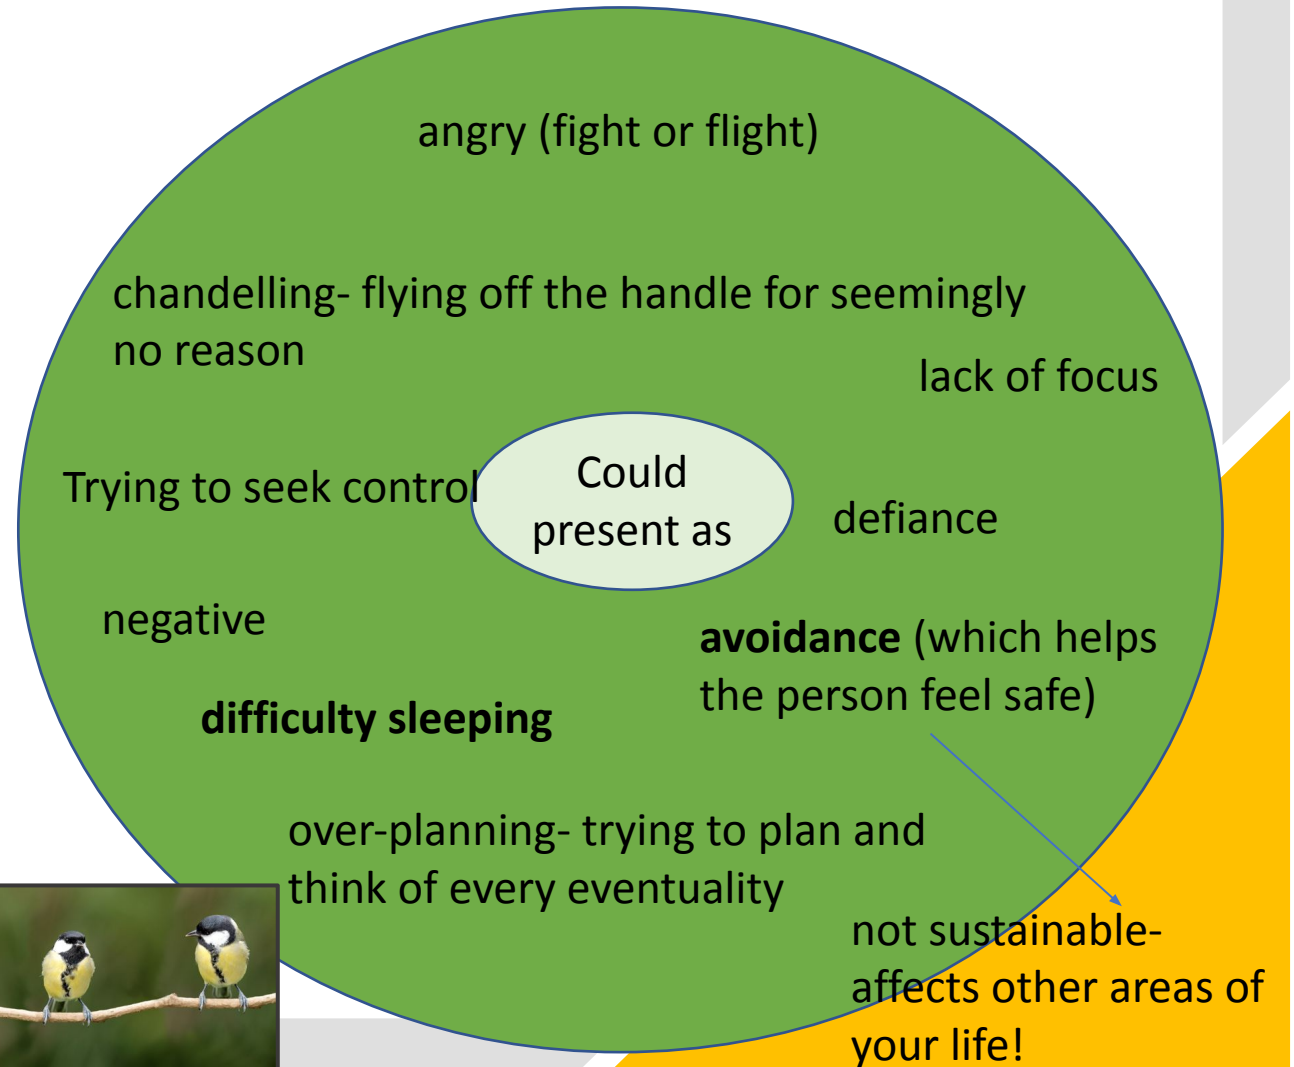 angry (fight or flight)
chandelling- flying off the handle for seemingly
no reason
lack of focus
Trying to seek control
Could
present as
defiance
negative
avoidance (which helps
the person feel safe)
difficulty sleeping
over-planning- trying to plan and
think of every eventuality
not sustainable-
affects other areas of
your life!